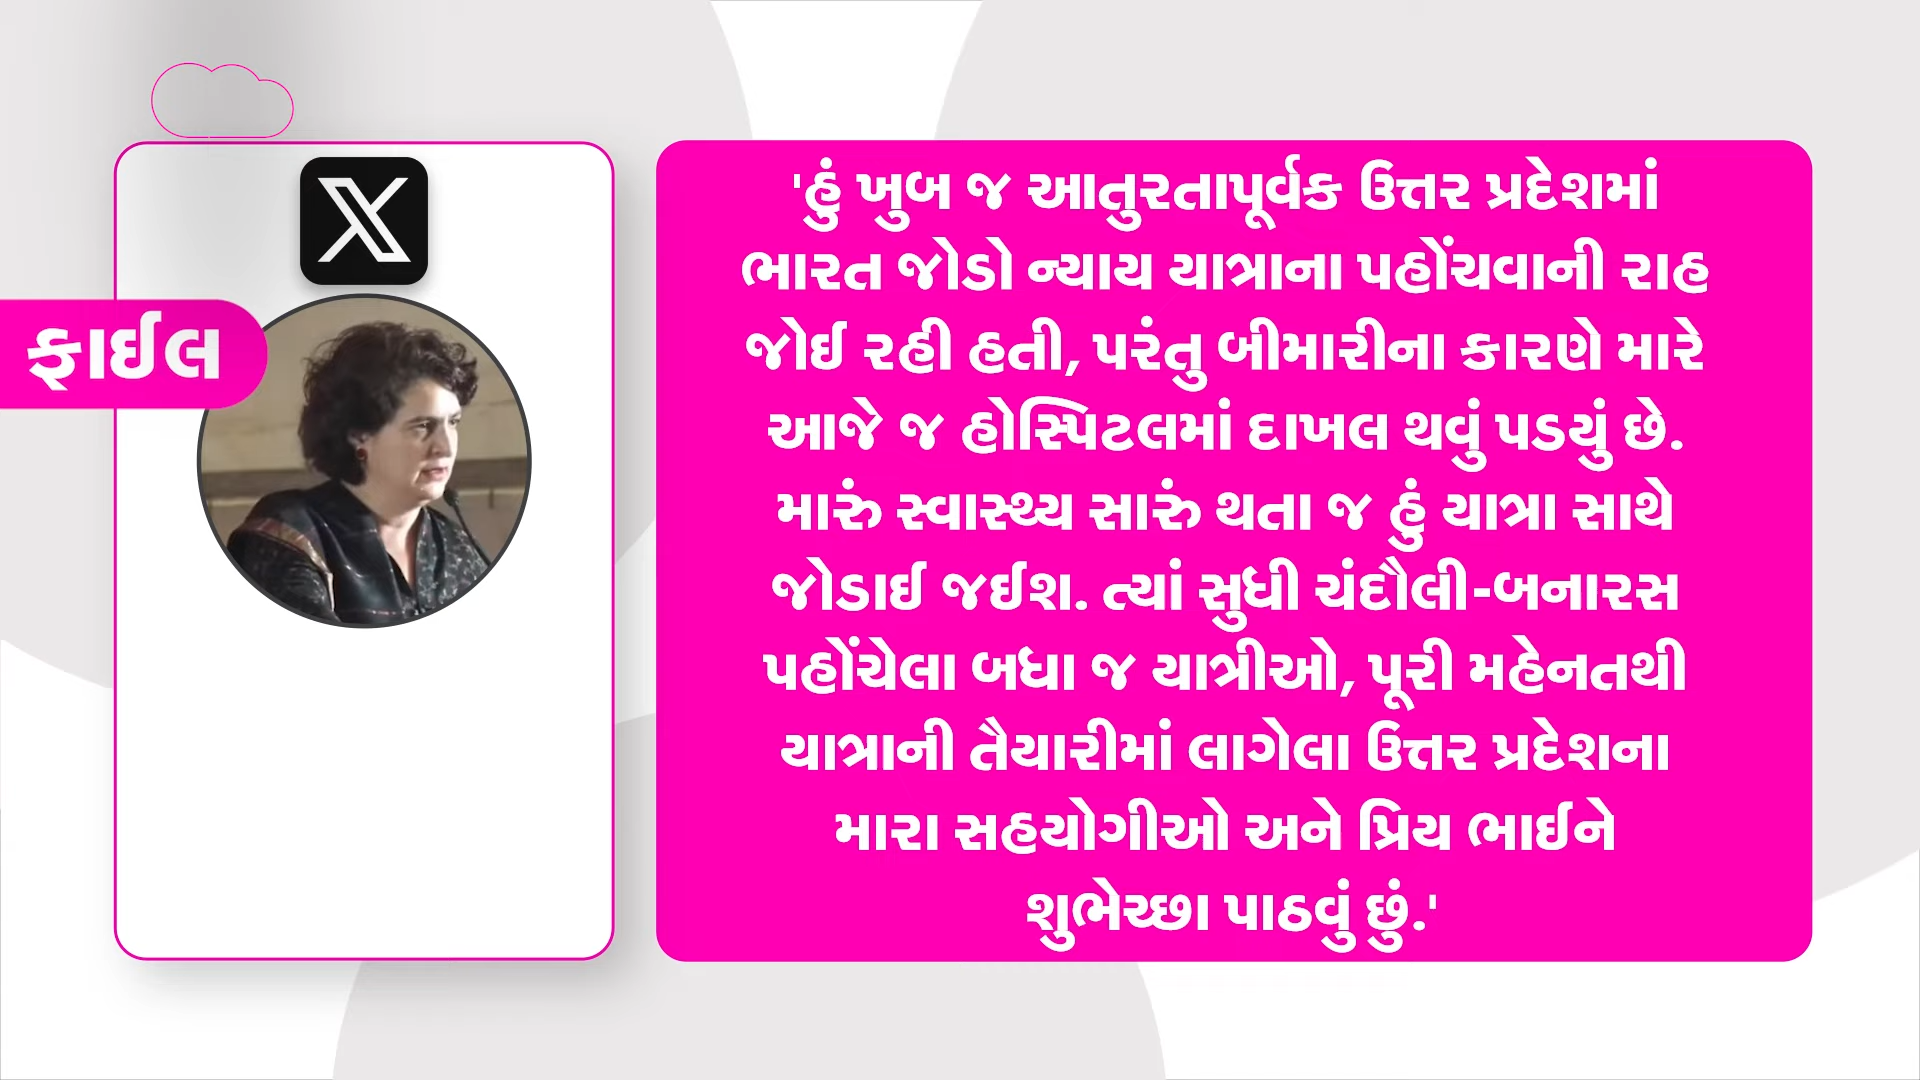 ફાઈલ
'હું ખુબ જ આતુરતાપૂર્વક ઉત્તર પ્રદેશમાં
ભારત જોડો ન્યાય યાત્રાના પહોંચવાની રાહ
જોઈ રહી હતી, પરંતુ બીમારીના કારણે મારે
આજે જ હોસ્પિટલમાં દાખલ થવું પડયું છે.
મારું સ્વાસ્થ્ય સારું થતા જ હું યાત્રા સાથે
જોડાઈ જઈશ. ત્યાં સુધી ચંદૌલી-બનારસ
પહોંચેલા બધા જ યાત્રીઓ, પૂરી મહેનતથી
યાત્રાની તૈયારીમાં લાગેલા ઉત્તર પ્રદેશના
મારા સહયોગીઓ અને પ્રિય ભાઈને
શુભેચ્છા પાઠવું છું.'